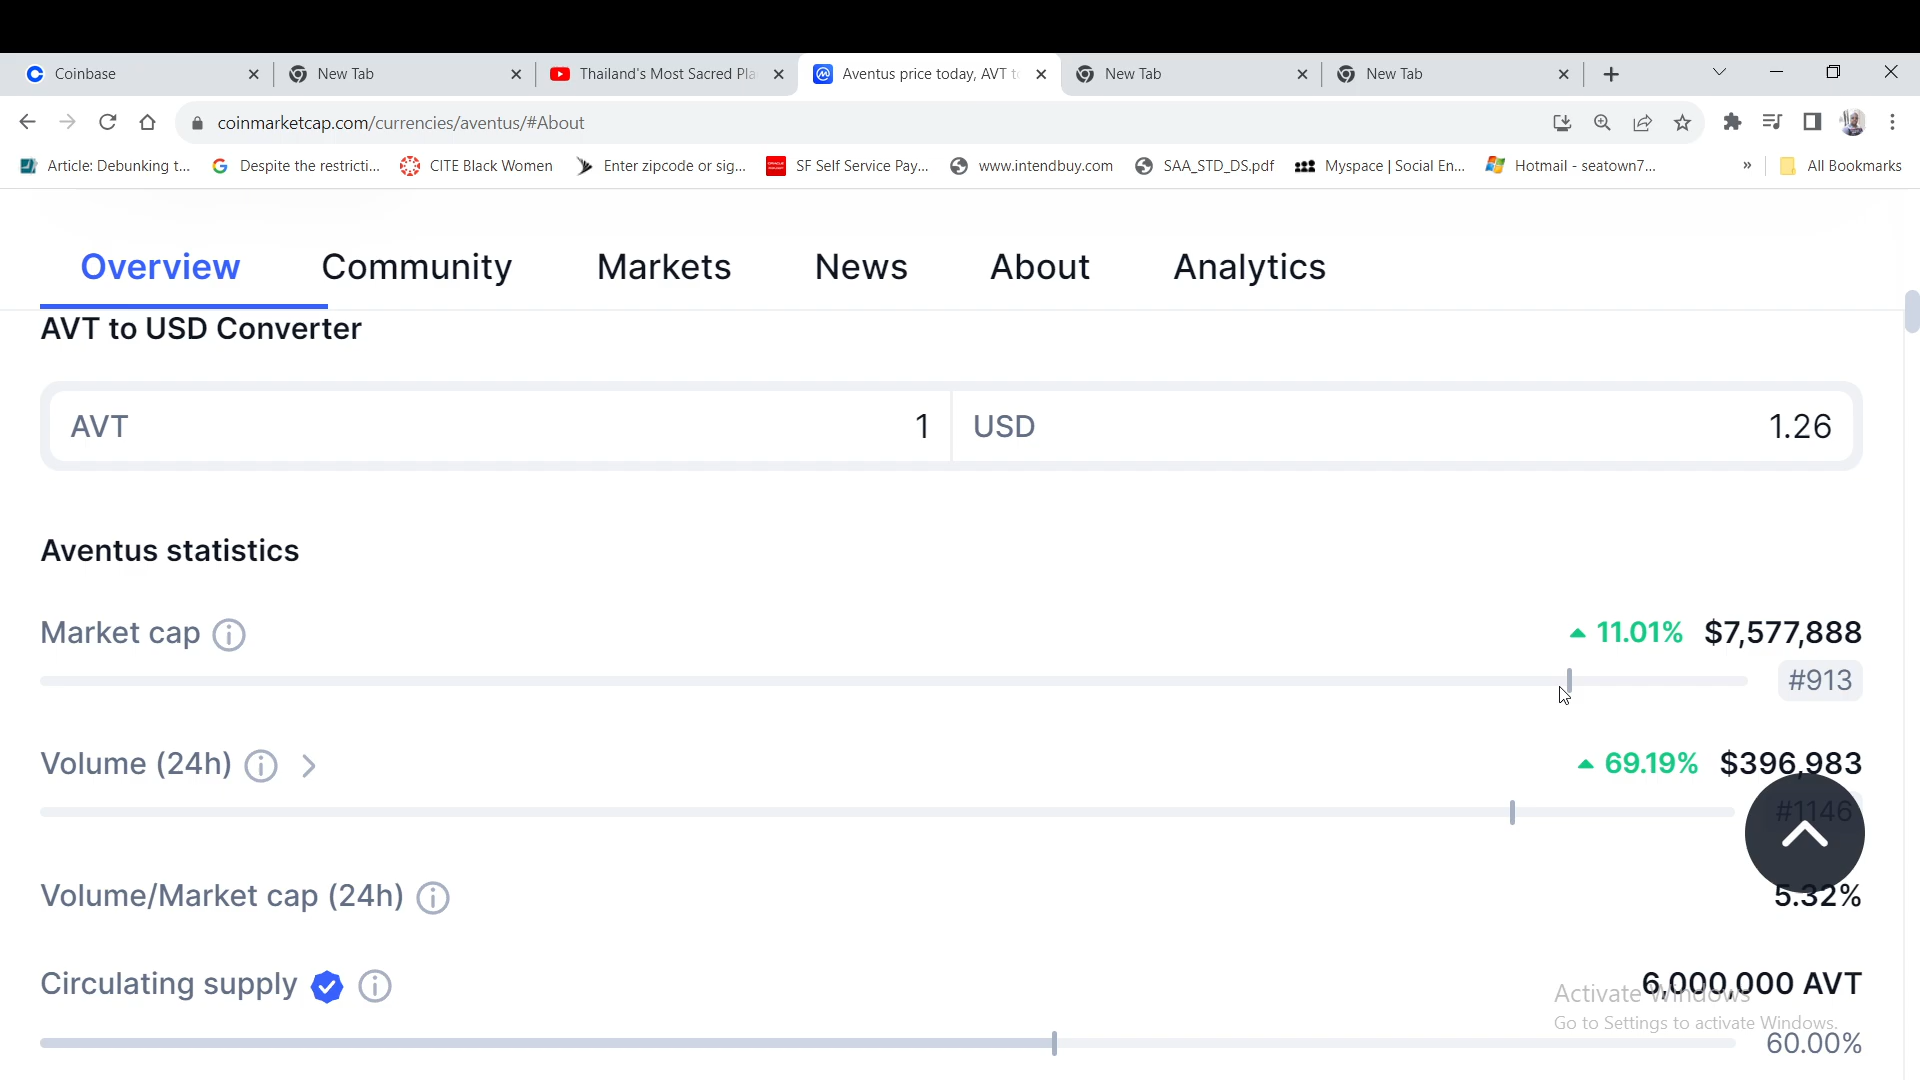 Coinbase New Tab Thailand's Most Sacred Pla Aventus price today, AVT to New Tab New Tab
coinmarketcap.com/currencies/aventus/#About
Article: Debunking t... Despite the restricti... CITE Black Women Enter zipcode or sig... SF Self Service Pay... www.intendbuy.com SAA_STD_DS.pdf Myspace | Social En... Hotmail - seatown7... » All Bookmarks
Overview Community Markets News About Analytics
AVT to USD Converter
AVT 1 USD 1.26
Aventus statistics
Market cap 11.01% $7,577,888
#913
Volume (24h) 69.19% $396,983
#1146
Volume/Market cap (24h) 5.32%
Circulating supply 6,000,000 AVT
Activate Windows
Go to Settings to activate Windows.
60.00%